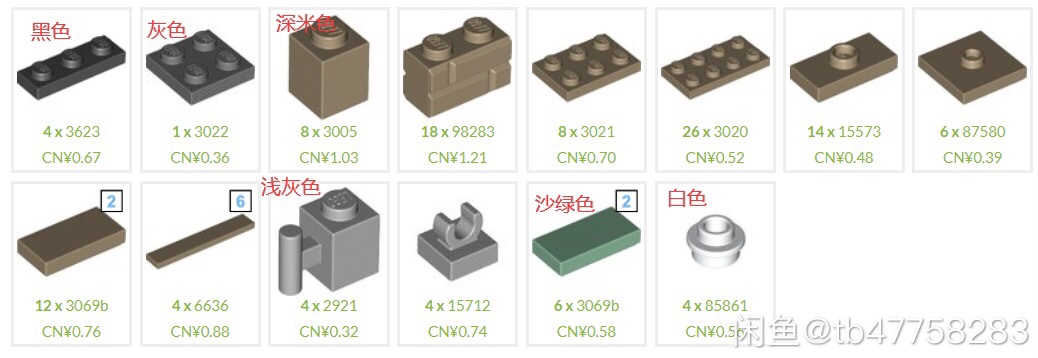 黑色
灰色
深米色
4 x 3623
1 x 3022
8 x 3005
18 x 98283
8 x 3021
26 x 3020
14 x 15573
6 x 87580
CN¥0.67
CN¥0.36
CN¥1.03
CN¥1.21
CN¥0.70
CN¥0.52
CN¥0.48
CN¥0.39
2
6
浅灰色
沙绿色
2
白色
12 x 3069b
4 x 6636
4 x 2921
4 x 15712
6 x 3069b
4 x 85861
CN¥0.76
CN¥0.88
CN¥0.32
CN¥0.74
CN¥0.58
闲鱼@tb47758283